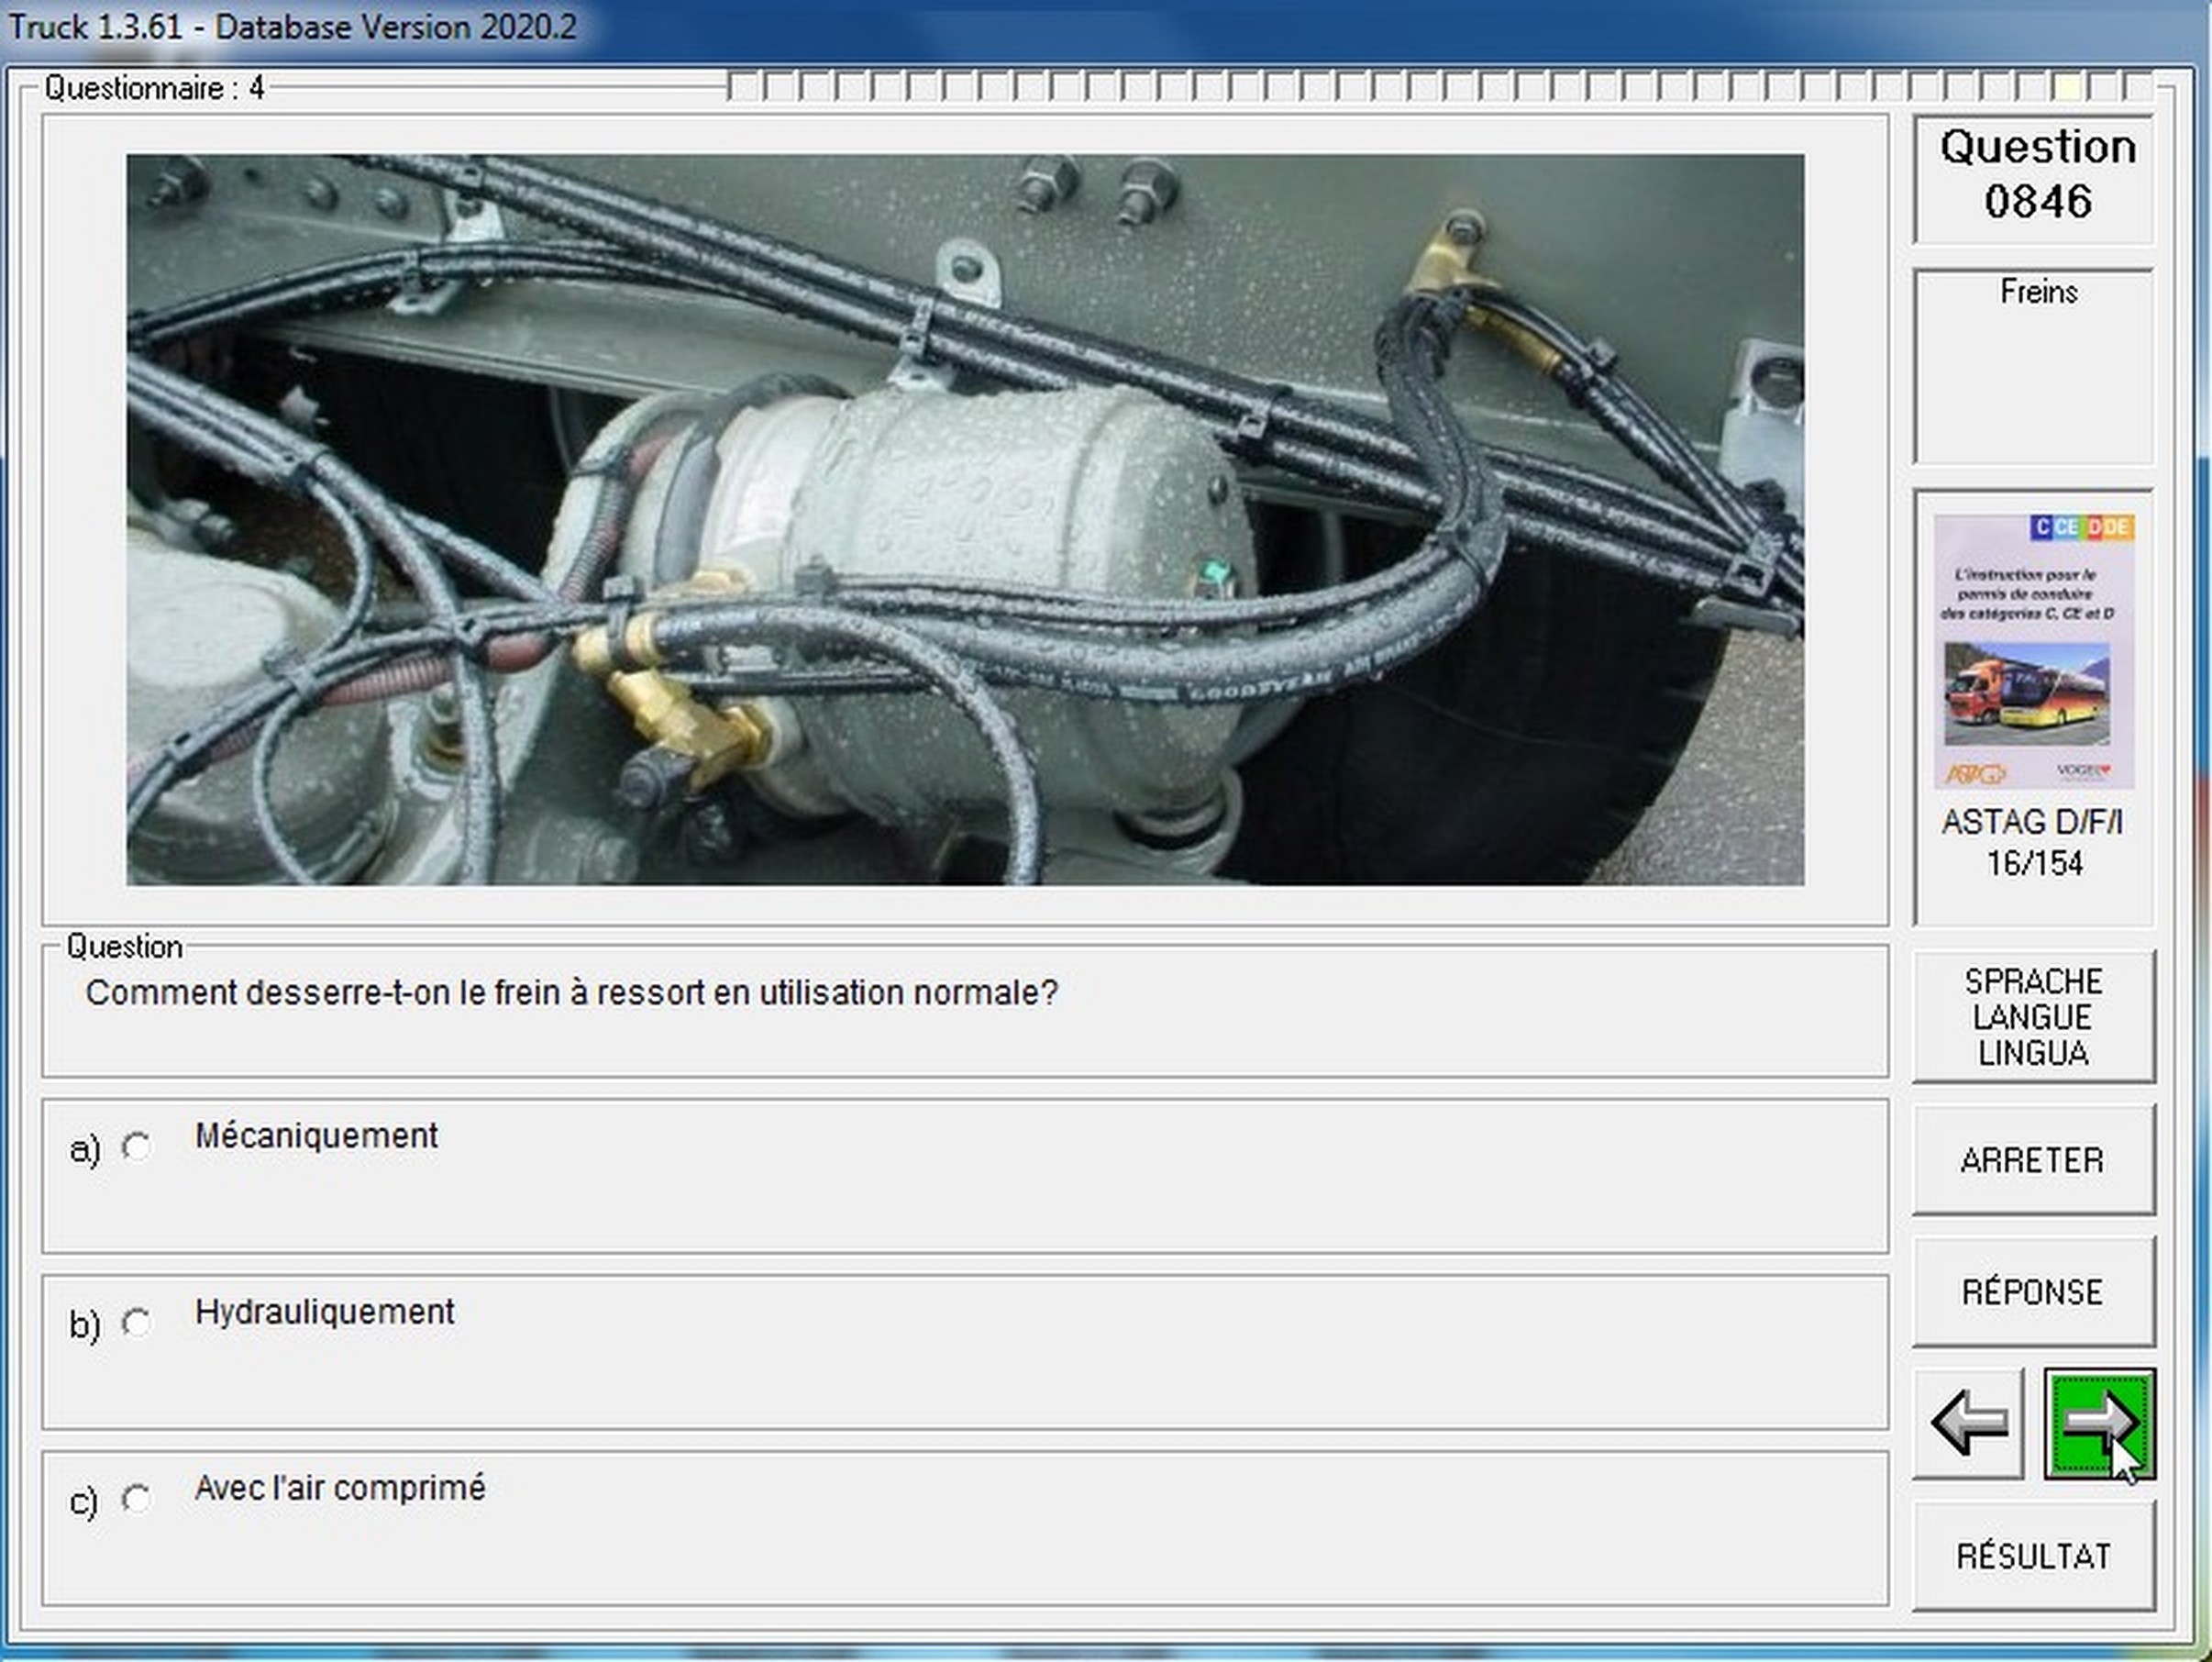 Truck 1.3.61 - Database Version 2020.2
Questionnaire : 4
Question
0846
Freins
C CE D DE
L'instruction pour le
permis de conduire
des catégories C, CE et D
ASTAG
VOGEL
ASTAG D/F/I
16/154
GOODYEAR
Question
Comment desserre-t-on le frein à ressort en utilisation normale?
SPRACHE
LANGUE
LINGUA
a) Mécaniquement
ARRETER
b) Hydrauliquement
RÉPONSE
c) Avec l'air comprimé
RÉSULTAT